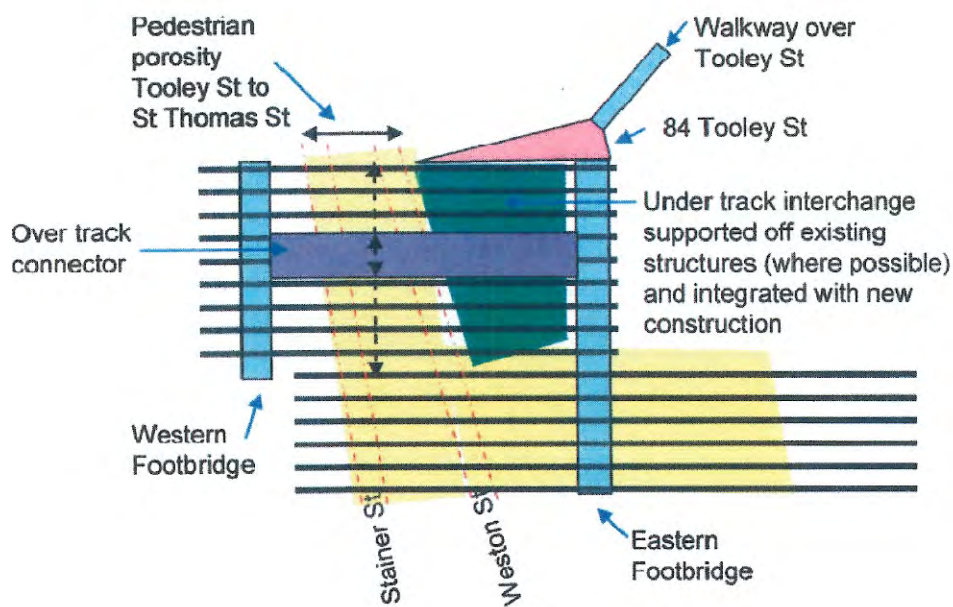 Pedestrian
porosity
Tooley St to
St Thomas St
Walkway over
Tooley St
84 Tooley St
Over track
connector
Under track interchange
supported off existing
structures (where possible)
and integrated with new
construction
Western
Footbridge
Stainer St
Weston St
Eastern
Footbridge